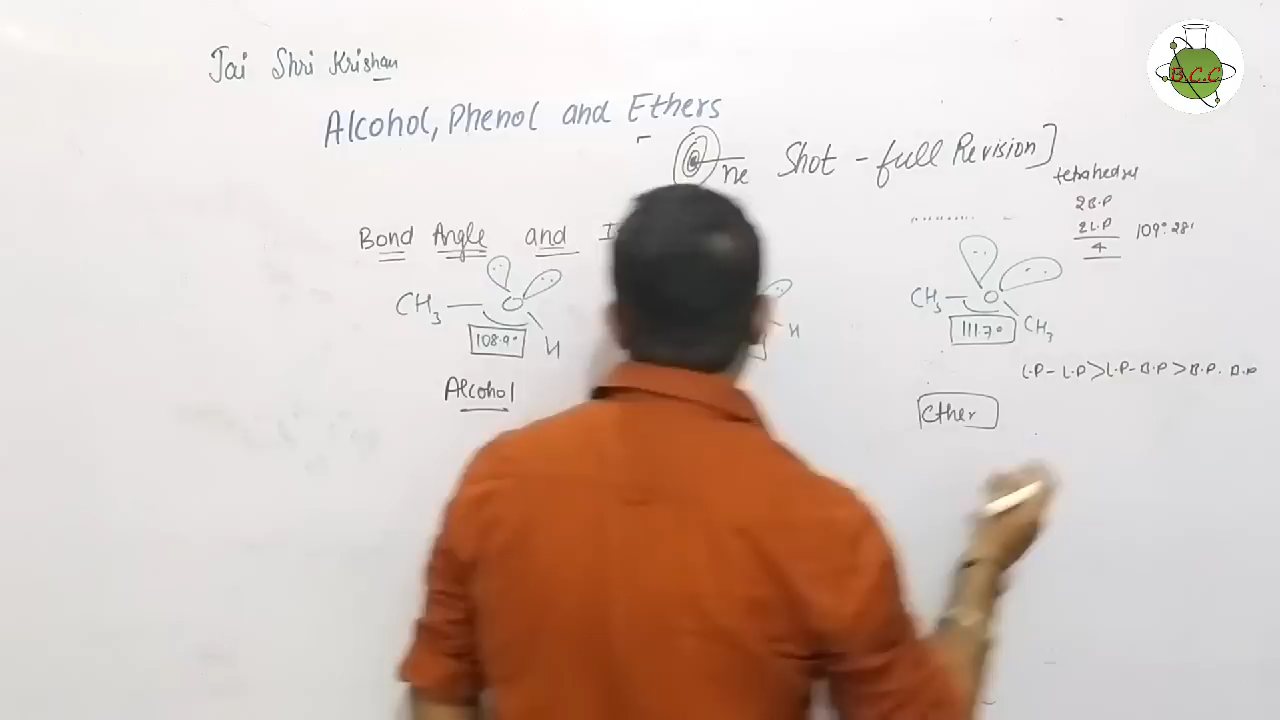 Jai Shri Krishan
B.C.C
Alcohol, Phenol and Ethers
One Shot - full Revision]
tetrahedral
2B.P
2L.P
4
109°.28'
Bond Angle and
CH3 O H
108.9°
Alcohol
H
CH3 O CH3
111.7°
L.P - L.P > L.P - B.P > B.P. B.P
Ether